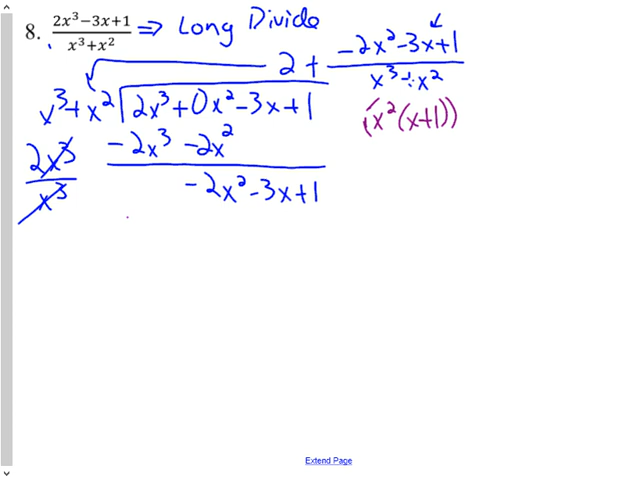 8. (2x³−3x+1)/(x³+x²) ⇒ Long Divide
2 + (−2x²−3x+1)/(x³+x²)
x³+x² 2x³+0x²−3x+1
(x²(x+1))
2x³/x³ −2x³ −2x²
−2x²−3x+1
Extend Page